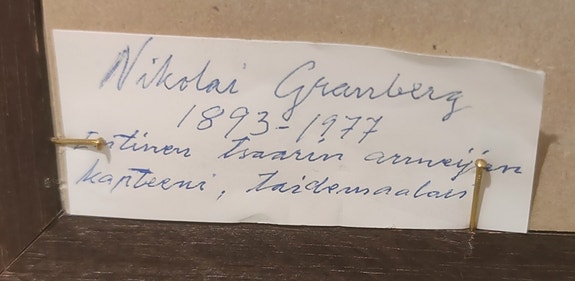 Nikolai Granberg
1893-1977
Entinen tsaarin armeijan
kapteeni, taidemaalari